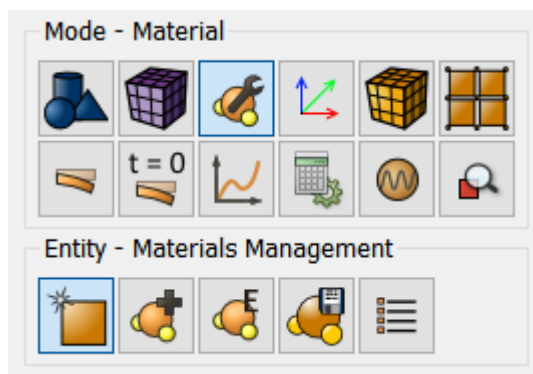 Mode - Material
t = 0
Entity - Materials Management
E